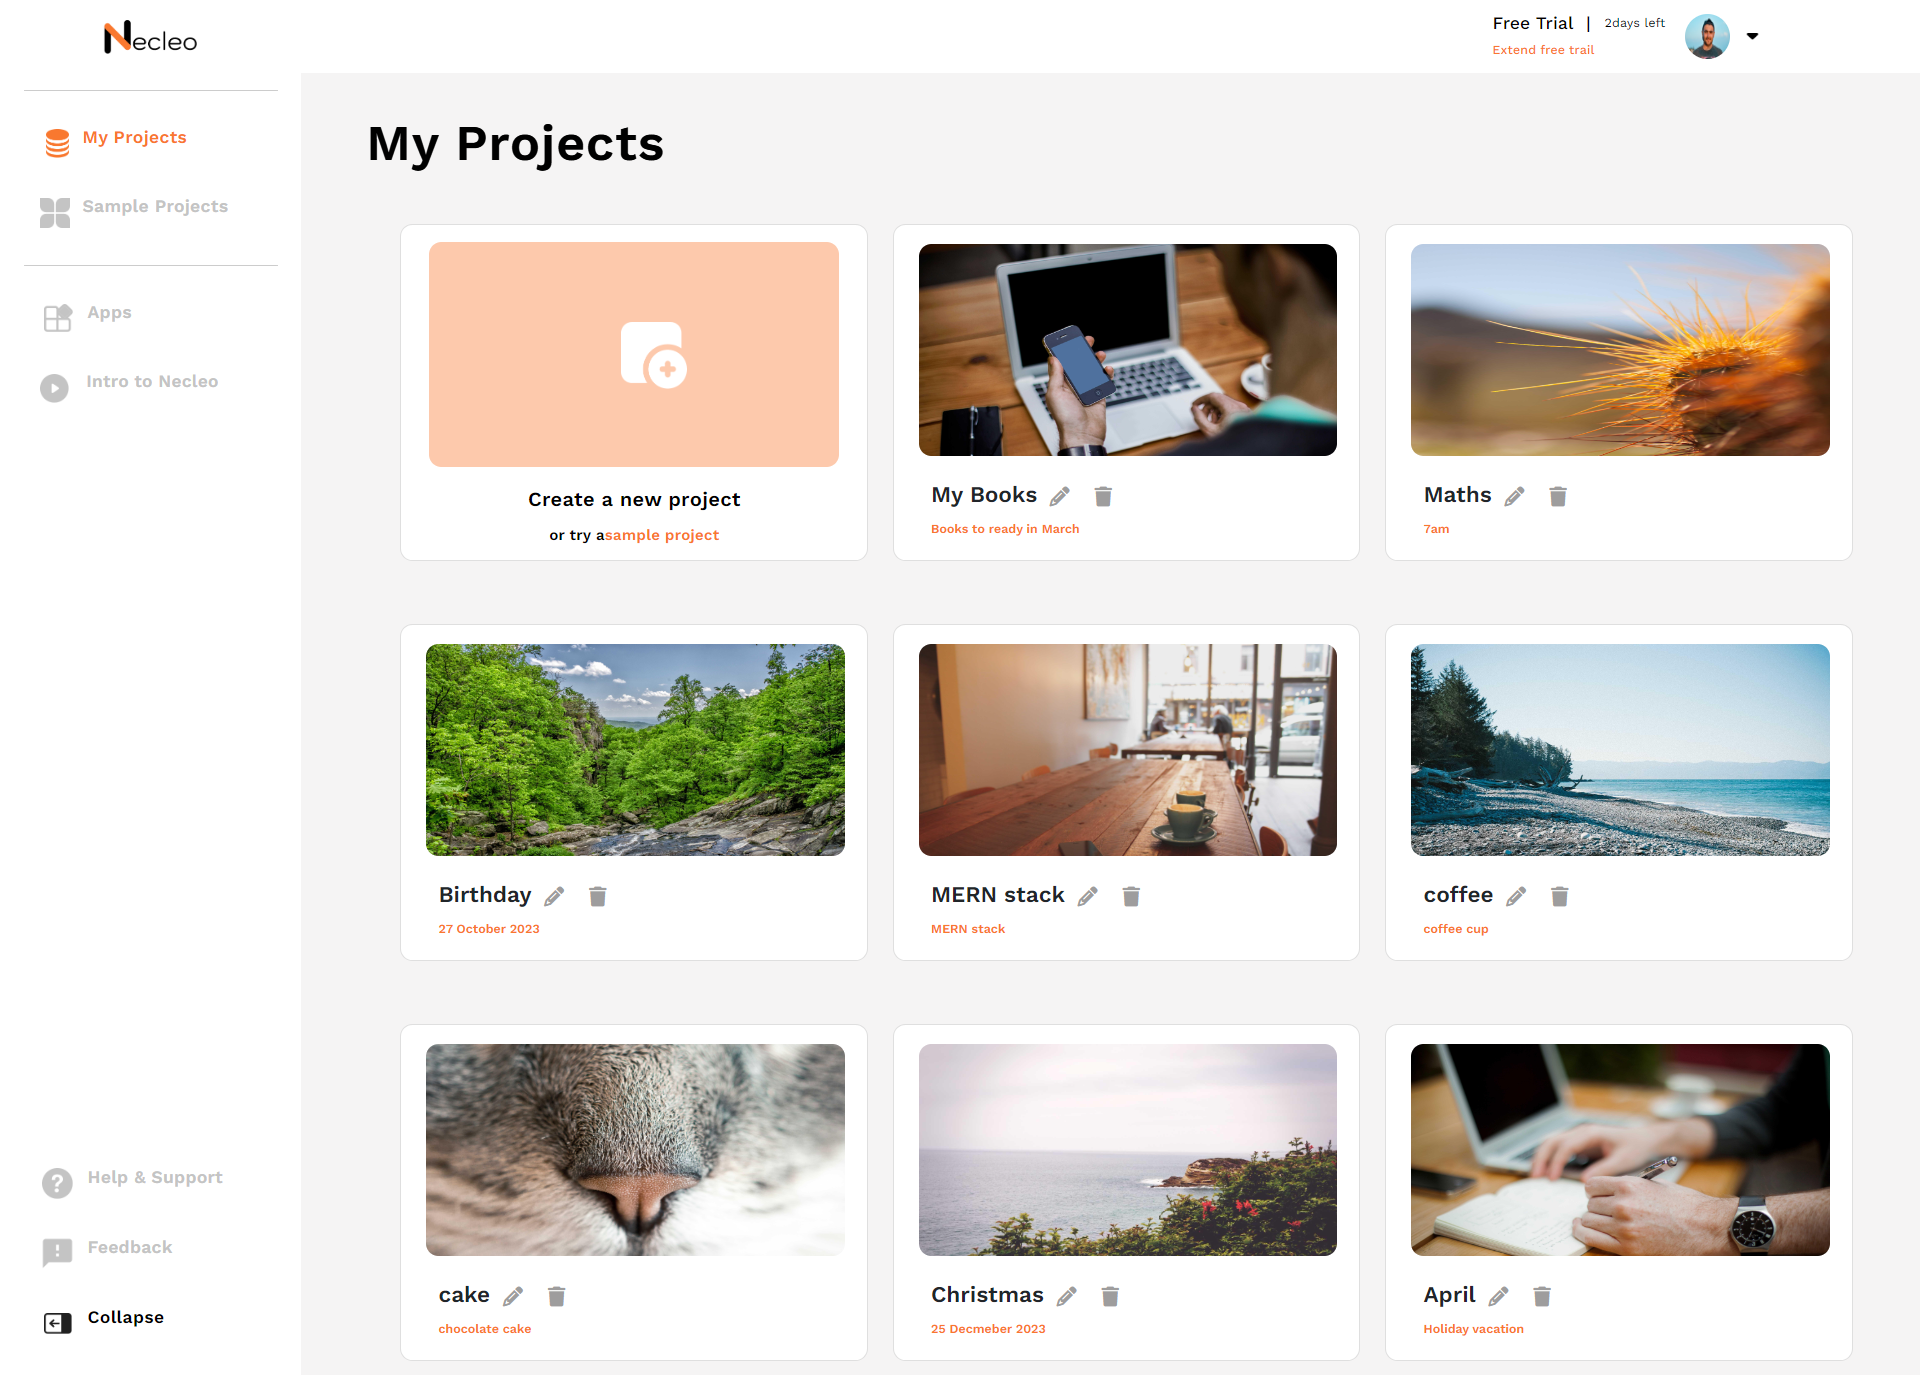 Necleo
Free Trial | 2days left
Extend free trail
My Projects
Sample Projects
Apps
Intro to Necleo
Help & Support
Feedback
Collapse
My Projects
Create a new project
or try asample project
My Books
Books to ready in March
Maths
7am
Birthday
27 October 2023
MERN stack
MERN stack
coffee
coffee cup
cake
chocolate cake
Christmas
25 Decmeber 2023
April
Holiday vacation